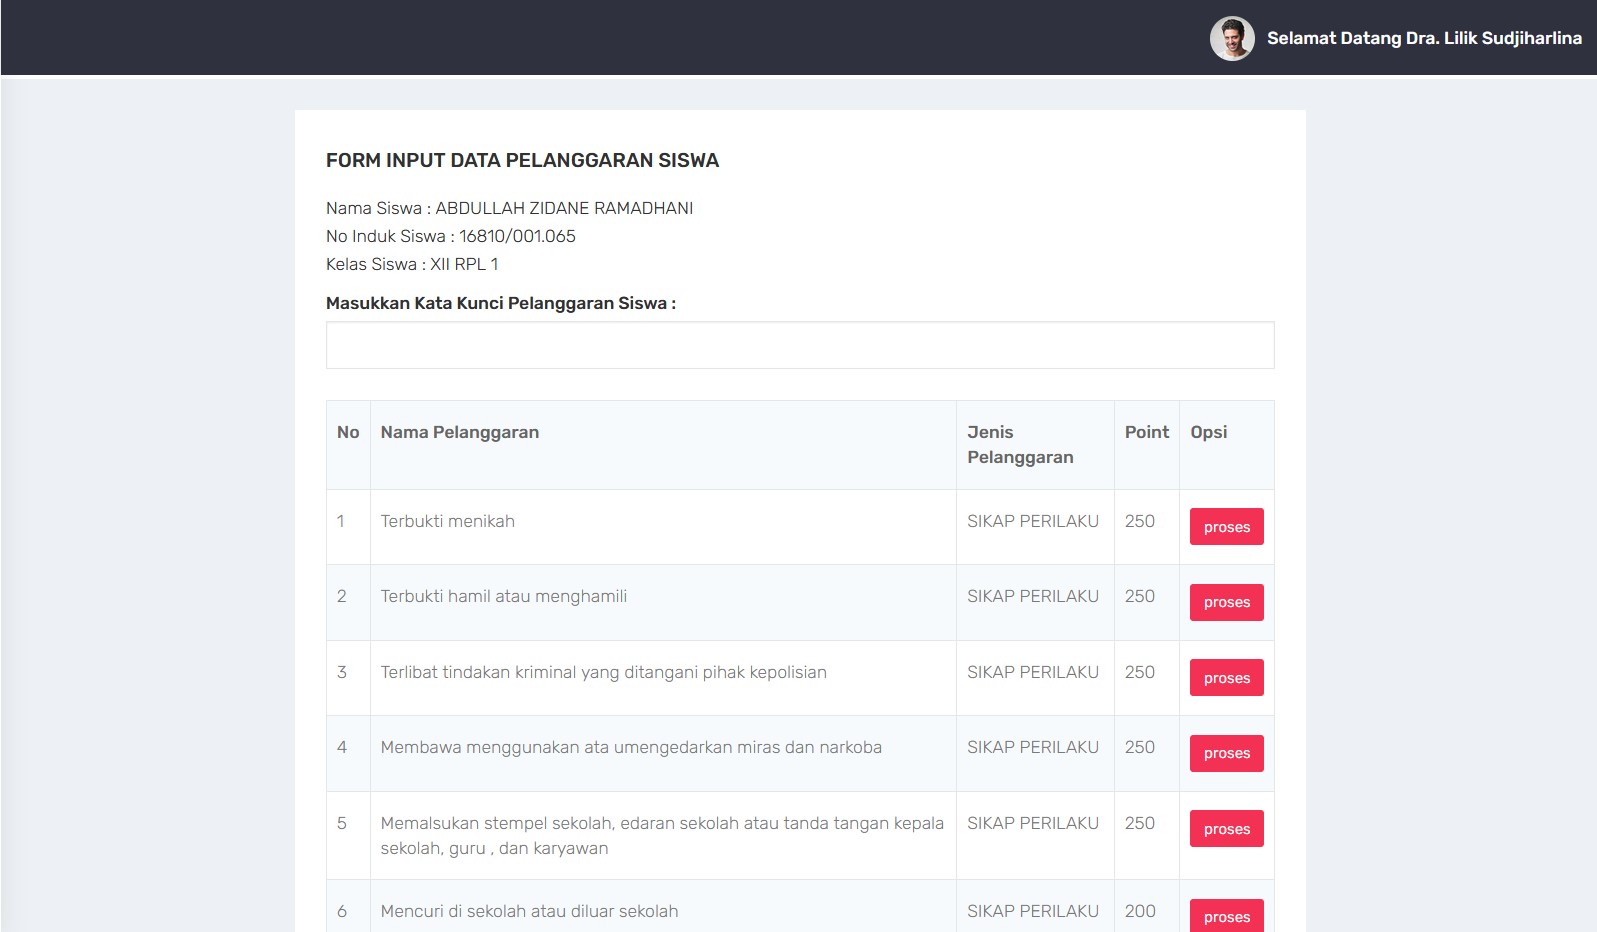 Selamat Datang Dra. Lilik Sudjiharlina
FORM INPUT DATA PELANGGARAN SISWA
Nama Siswa : ABDULLAH ZIDANE RAMADHANI
No Induk Siswa : 16810/001.065
Kelas Siswa : XII RPL 1
Masukkan Kata Kunci Pelanggaran Siswa :
No Nama Pelanggaran Jenis Pelanggaran Point Opsi
1 Terbukti menikah SIKAP PERILAKU 250 proses
2 Terbukti hamil atau menghamili SIKAP PERILAKU 250 proses
3 Terlibat tindakan kriminal yang ditangani pihak kepolisian SIKAP PERILAKU 250 proses
4 Membawa menggunakan ata umengedarkan miras dan narkoba SIKAP PERILAKU 250 proses
5 Memalsukan stempel sekolah, edaran sekolah atau tanda tangan kepala SIKAP PERILAKU 250 proses
sekolah, guru , dan karyawan
6 Mencuri di sekolah atau diluar sekolah SIKAP PERILAKU 200 proses